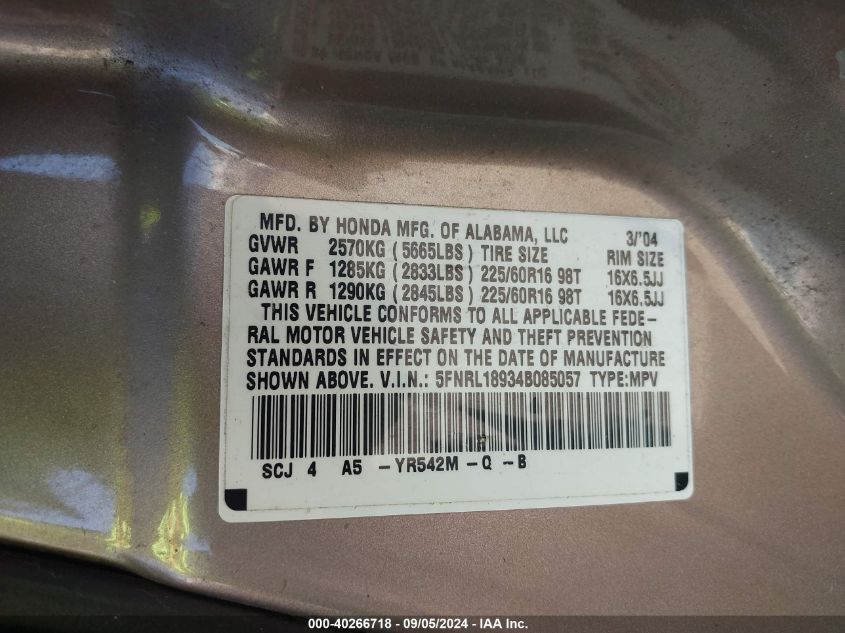 MFD. BY HONDA MFG. OF ALABAMA, LLC 3/'04
GVWR 2570KG (5665LBS) TIRE SIZE RIM SIZE
GAWR F 1285KG (2833LBS) 225/60R16 98T 16X6.5JJ
GAWR R 1290KG (2845LBS) 225/60R16 98T 16X6.5JJ
THIS VEHICLE CONFORMS TO ALL APPLICABLE FEDE-
RAL MOTOR VEHICLE SAFETY AND THEFT PREVENTION
STANDARDS IN EFFECT ON THE DATE OF MANUFACTURE
SHOWN ABOVE. V.I.N.: 5FNRL18934B085057 TYPE:MPV
SCJ 4 A5 -YR542M-Q -B
000-40266718 - 09/05/2024 - IAA Inc.